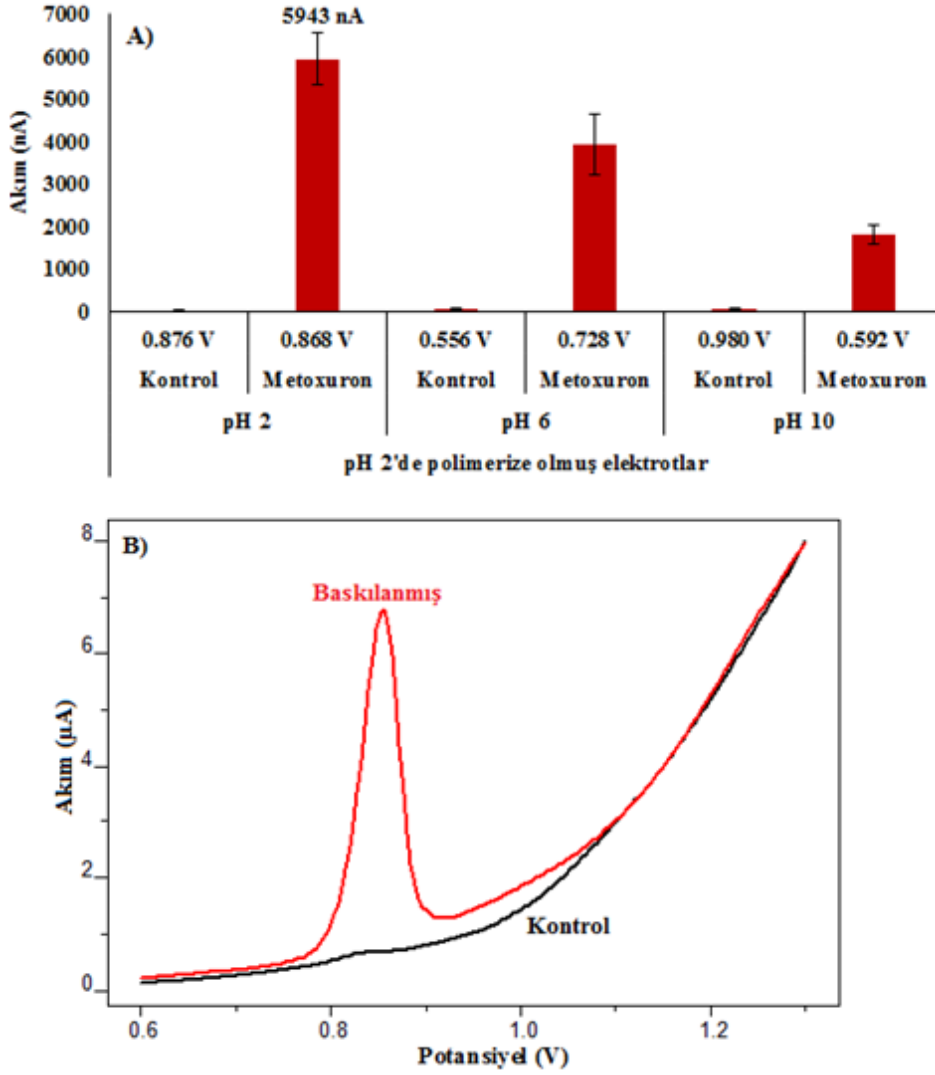 A)
5943 nA
7000
6000
5000
4000
3000
2000
1000
0
Akım (nA)
0.876 V 0.868 V 0.556 V 0.728 V 0.980 V 0.592 V
Kontrol Metoxuron Kontrol Metoxuron Kontrol Metoxuron
pH 2 pH 6 pH 10
pH 2'de polimerize olmuş elektrotlar
B)
Baskılanmış
Kontrol
8
6
4
2
0
Akım (µA)
0.6 0.8 1.0 1.2
Potansiyel (V)